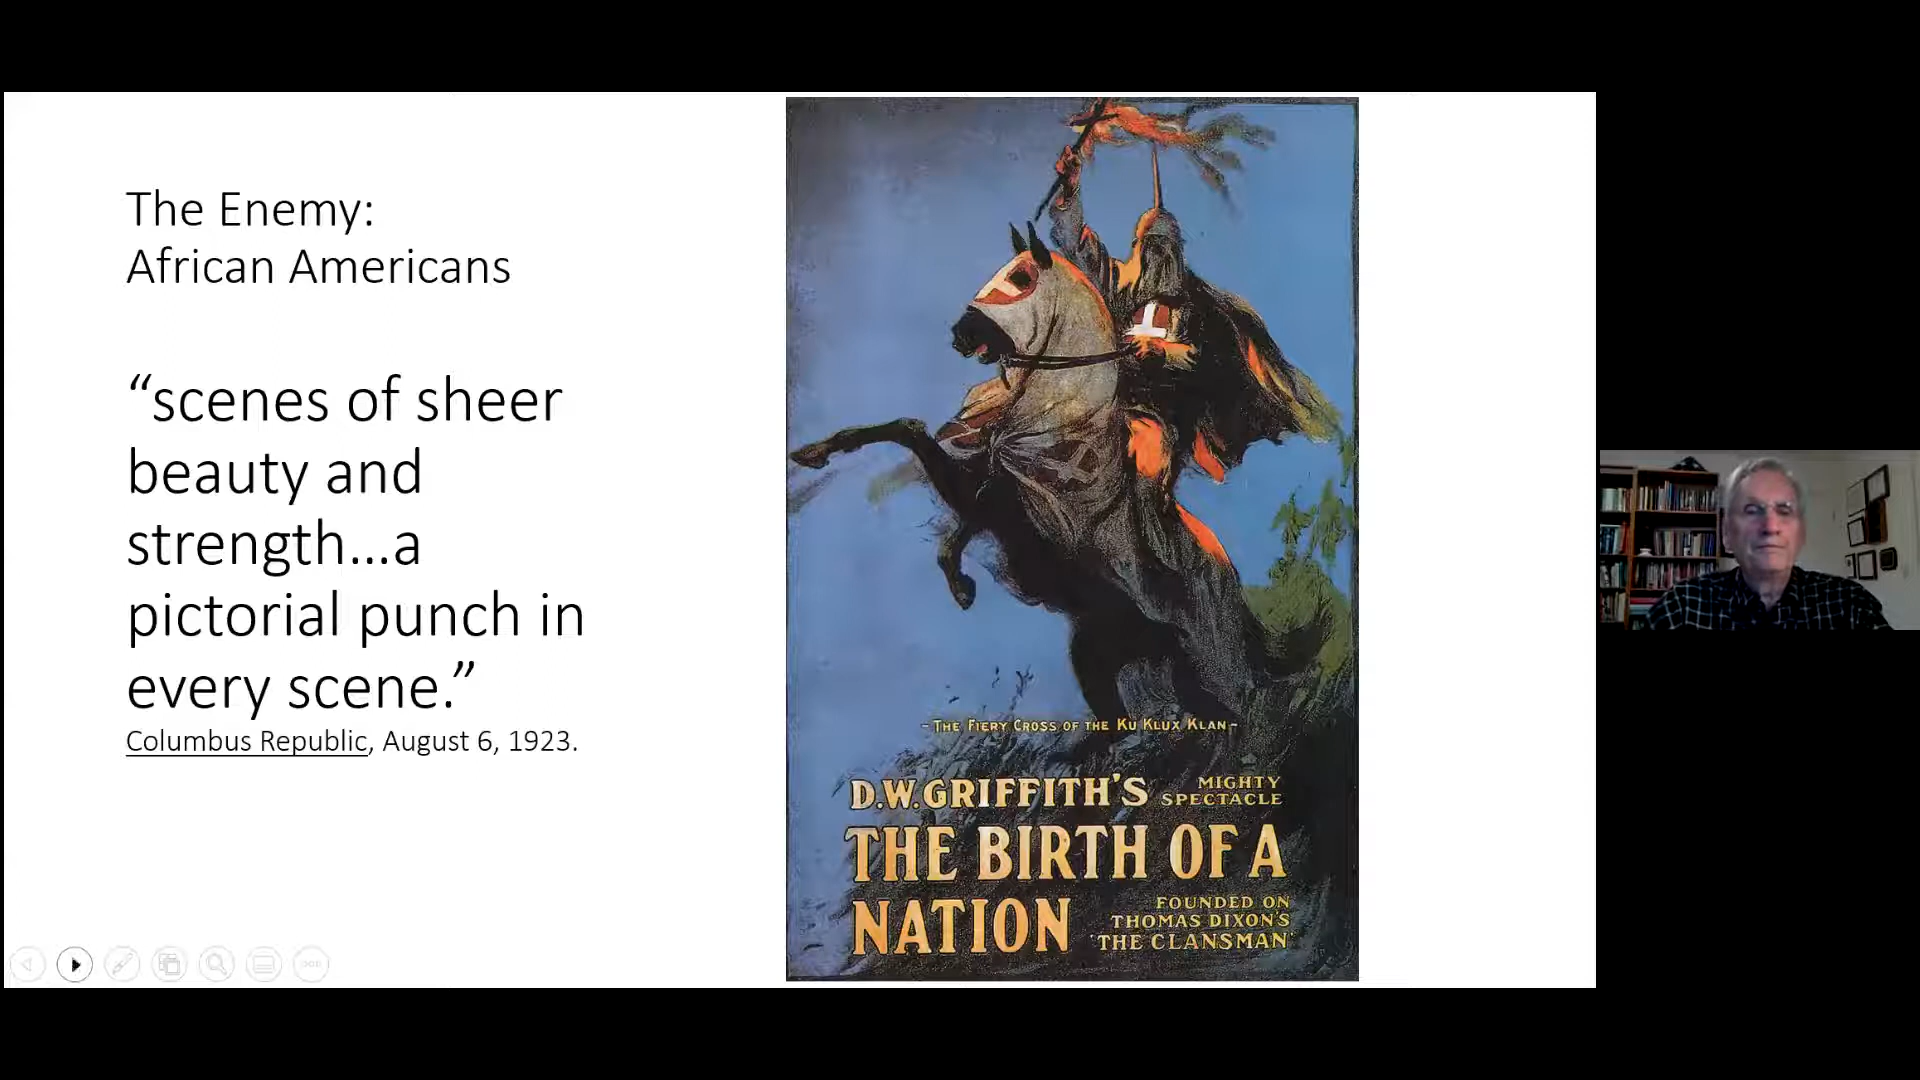 The Enemy:
African Americans
“scenes of sheer
beauty and
strength…a
pictorial punch in
every scene.”
Columbus Republic, August 6, 1923.
-THE FIERY CROSS OF THE KU KLUX KLAN-
D.W.GRIFFITH'S
MIGHTY
SPECTACLE
THE BIRTH OF A
NATION
FOUNDED ON
THOMAS DIXON'S
'THE CLANSMAN'